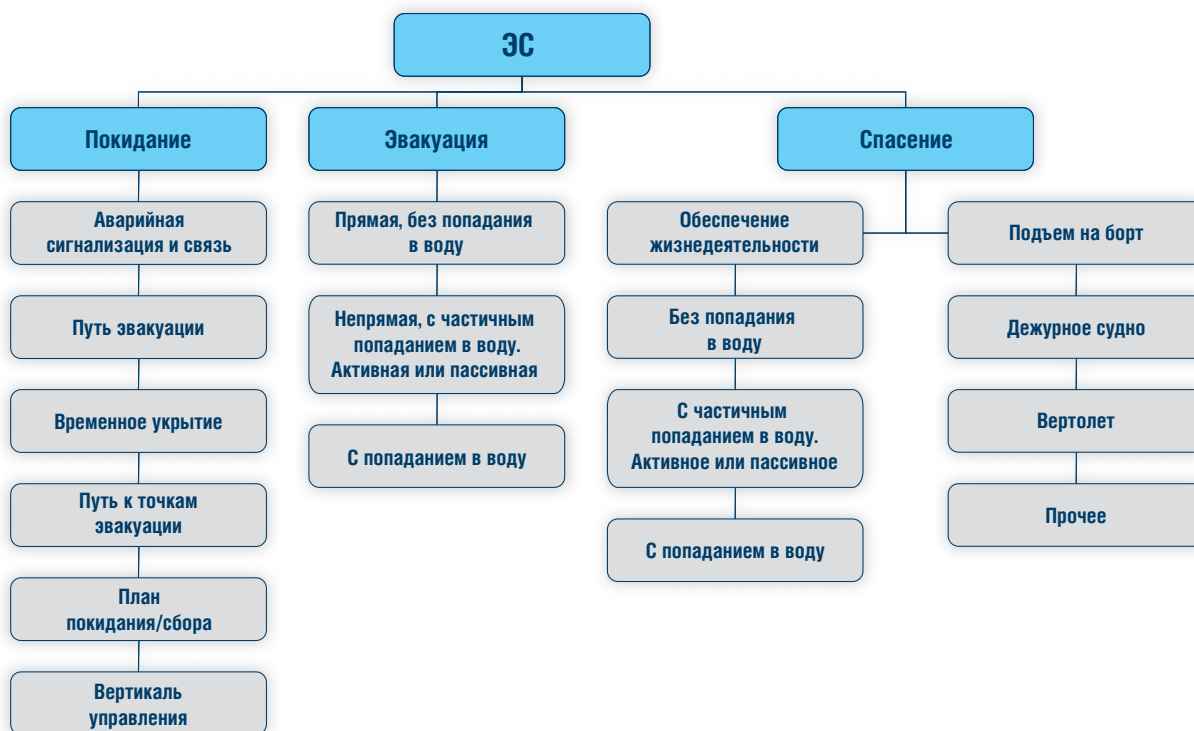 ЭС
Покидание
Эвакуация
Спасение
Аварийная
сигнализация и связь
Путь эвакуации
Временное укрытие
Путь к точкам
эвакуации
План
покидания/сбора
Вертикаль
управления
Прямая, без попадания
в воду
Непрямая, с частичным
попаданием в воду.
Активная или пассивная
С попаданием в воду
Обеспечение
жизнедеятельности
Без попадания
в воду
С частичным
попаданием в воду.
Активное или пассивное
С попаданием в воду
Подъем на борт
Дежурное судно
Вертолет
Прочее